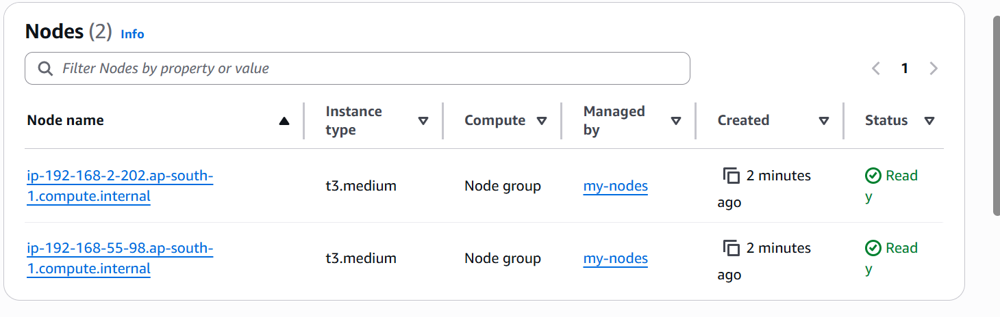 Nodes (2) Info
Filter Nodes by property or value
1
Node name
Instance type
Compute
Managed by
Created
Status
ip-192-168-2-202.ap-south-
1.compute.internal
t3.medium
Node group
my-nodes
2 minutes
ago
Read
y
ip-192-168-55-98.ap-south-
1.compute.internal
t3.medium
Node group
my-nodes
2 minutes
ago
Read
y